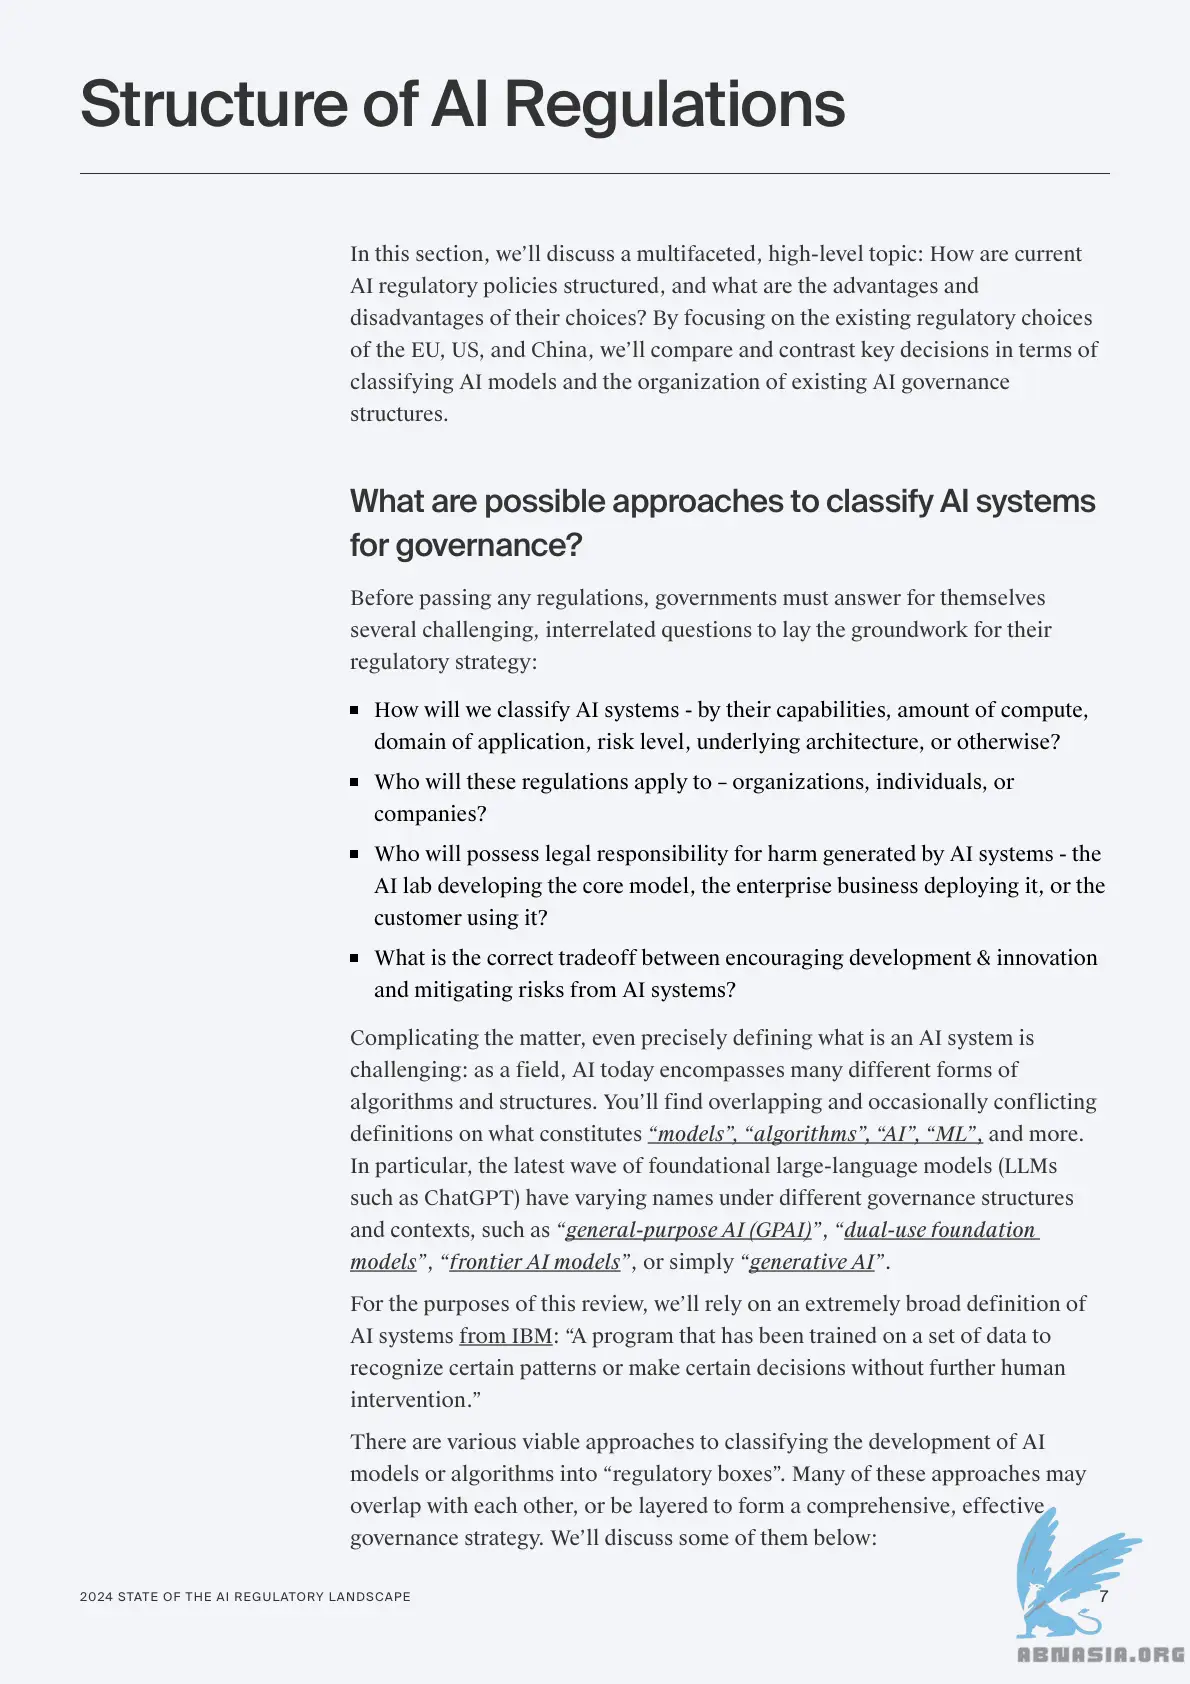 Structure of AI Regulations
In this section, we’ll discuss a multifaceted, high-level topic: How are current
AI regulatory policies structured, and what are the advantages and
disadvantages of their choices? By focusing on the existing regulatory choices
of the EU, US, and China, we’ll compare and contrast key decisions in terms of
classifying AI models and the organization of existing AI governance
structures.
What are possible approaches to classify AI systems
for governance?
Before passing any regulations, governments must answer for themselves
several challenging, interrelated questions to lay the groundwork for their
regulatory strategy:
▪ How will we classify AI systems - by their capabilities, amount of compute,
domain of application, risk level, underlying architecture, or otherwise?
▪ Who will these regulations apply to – organizations, individuals, or
companies?
▪ Who will possess legal responsibility for harm generated by AI systems - the
AI lab developing the core model, the enterprise business deploying it, or the
customer using it?
▪ What is the correct tradeoff between encouraging development & innovation
and mitigating risks from AI systems?
Complicating the matter, even precisely defining what is an AI system is
challenging: as a field, AI today encompasses many different forms of
algorithms and structures. You’ll find overlapping and occasionally conflicting
definitions on what constitutes “models”, “algorithms”, “AI”, “ML”, and more.
In particular, the latest wave of foundational large-language models (LLMs
such as ChatGPT) have varying names under different governance structures
and contexts, such as “general-purpose AI (GPAI)”, “dual-use foundation
models”, “frontier AI models”, or simply “generative AI”.
For the purposes of this review, we’ll rely on an extremely broad definition of
AI systems from IBM: “A program that has been trained on a set of data to
recognize certain patterns or make certain decisions without further human
intervention.”
There are various viable approaches to classifying the development of AI
models or algorithms into “regulatory boxes”. Many of these approaches may
overlap with each other, or be layered to form a comprehensive, effective
governance strategy. We’ll discuss some of them below:
2024 STATE OF THE AI REGULATORY LANDSCAPE
7
ABNASIA.ORG